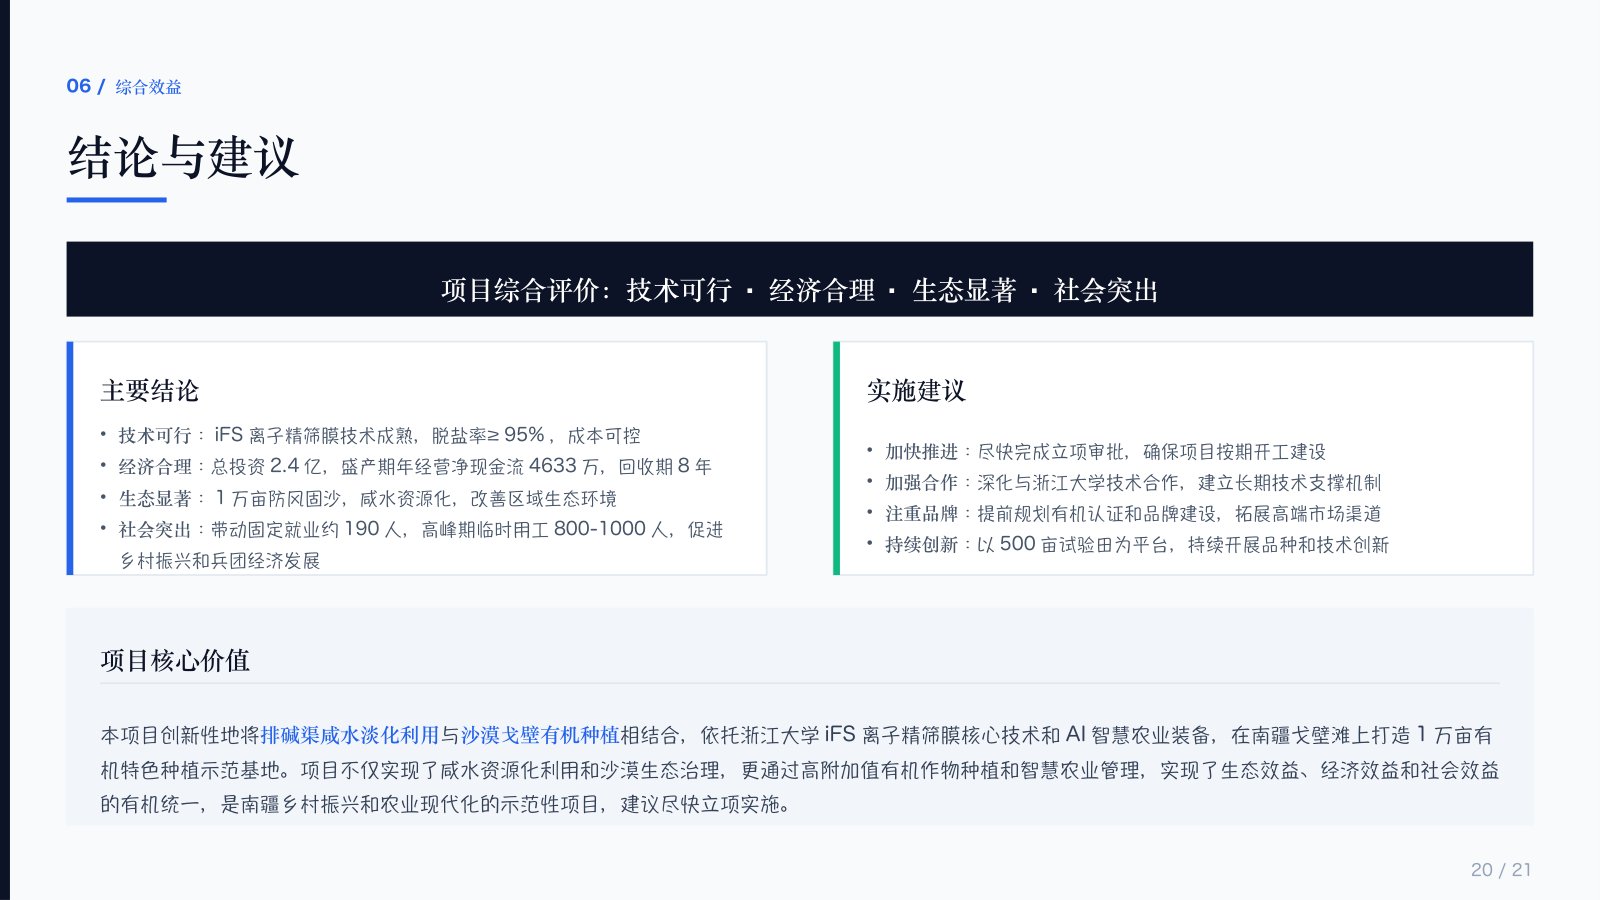 06 / 综合效益
结论与建议
项目综合评价：技术可行 · 经济合理 · 生态显著 · 社会突出
主要结论
• 技术可行：iFS 离子精筛膜技术成熟，脱盐率≥ 95%，成本可控
• 经济合理：总投资 2.4 亿，盛产期年经营净现金流 4633 万，回收期 8 年
• 生态显著：1 万亩防风固沙，咸水资源化，改善区域生态环境
• 社会突出：带动固定就业约 190 人，高峰期临时用工 800-1000 人，促进
乡村振兴和兵团经济发展
实施建议
• 加快推进：尽快完成立项审批，确保项目按期开工建设
• 加强合作：深化与浙江大学技术合作，建立长期技术支撑机制
• 注重品牌：提前规划有机认证和品牌建设，拓展高端市场渠道
• 持续创新：以 500 亩试验田为平台，持续开展品种和技术创新
项目核心价值
本项目创新性地将排碱渠咸水淡化利用与沙漠戈壁有机种植相结合，依托浙江大学 iFS 离子精筛膜核心技术和 AI 智慧农业装备，在南疆戈壁滩上打造 1 万亩有
机特色种植示范基地。项目不仅实现了咸水资源化利用和沙漠生态治理，更通过高附加值有机作物种植和智慧农业管理，实现了生态效益、经济效益和社会效益
的有机统一，是南疆乡村振兴和农业现代化的示范性项目，建议尽快立项实施。
20 / 21